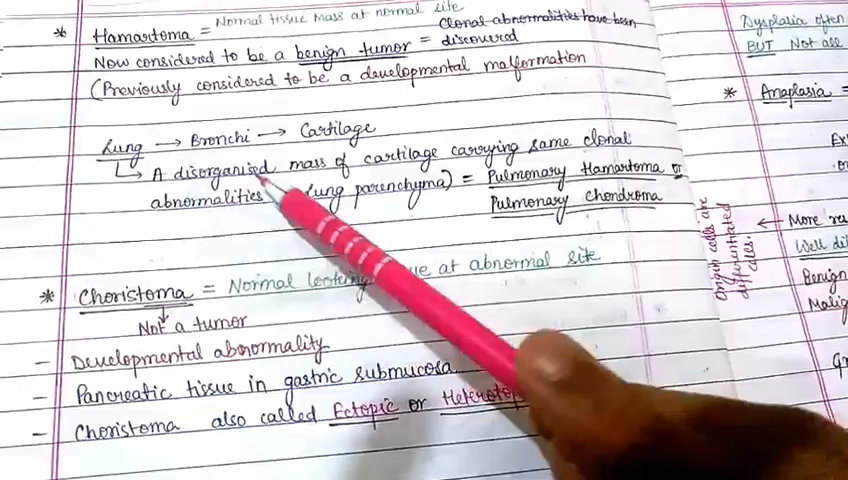 * Hamartoma = Normal tissue mass at normal site
Now considered to be a benign tumor = Clonal abnormalities have been discovered
(Previously considered to be a developmental malformation
Lung → Bronchi → Cartilage
↳ A disorganised mass of cartilage carrying same clonal
abnormalities lung parenchyma) = Pulmonary Hamartoma or
Pulmonary Chondroma
* Choristoma = Normal looking at abnormal site
↓
Not a tumor
- Developmental abnormality
- Pancreatic tissue in gastric submucosa
- Choristoma also called Ectopic or
Origin cells are
differentiated
cells.
Dysplasia often
BUT Not all
* Anaplasia =
← More
Well
Benign